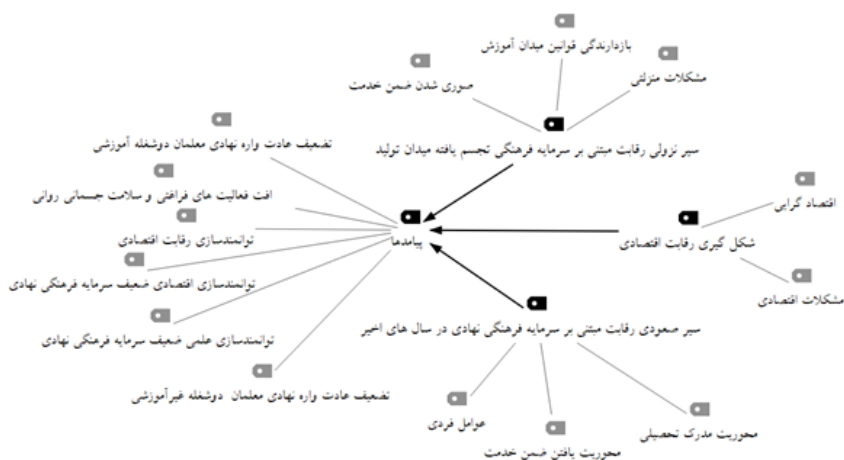 بازدارندگی قوانین میدان آموزش
مشکلات منزلتی
صوری شدن ضمن خدمت
سیر نزولی رقابت مبتنی بر سرمایه فرهنگی تجسم یافته میدان تولید
تضعیف عادت واره نهادی معلمان دوشغله آموزشی
افت فعالیت های فراغتی و سلامت جسمانی روانی
اقتصاد گرایی
توانمندسازی رقابت اقتصادی
پیامدها
شکل گیری رقابت اقتصادی
توانمندسازی اقتصادی ضعیف سرمایه فرهنگی نهادی
مشکلات اقتصادی
توانمندسازی علمی ضعیف سرمایه فرهنگی نهادی
سیر صعودی رقابت مبتنی بر سرمایه فرهنگی نهادی در سال های اخیر
تضعیف عادت واره نهادی معلمان دوشغله غیرآموزشی
عوامل فردی
محوریت یافتن ضمن خدمت
محوریت مدرک تحصیلی